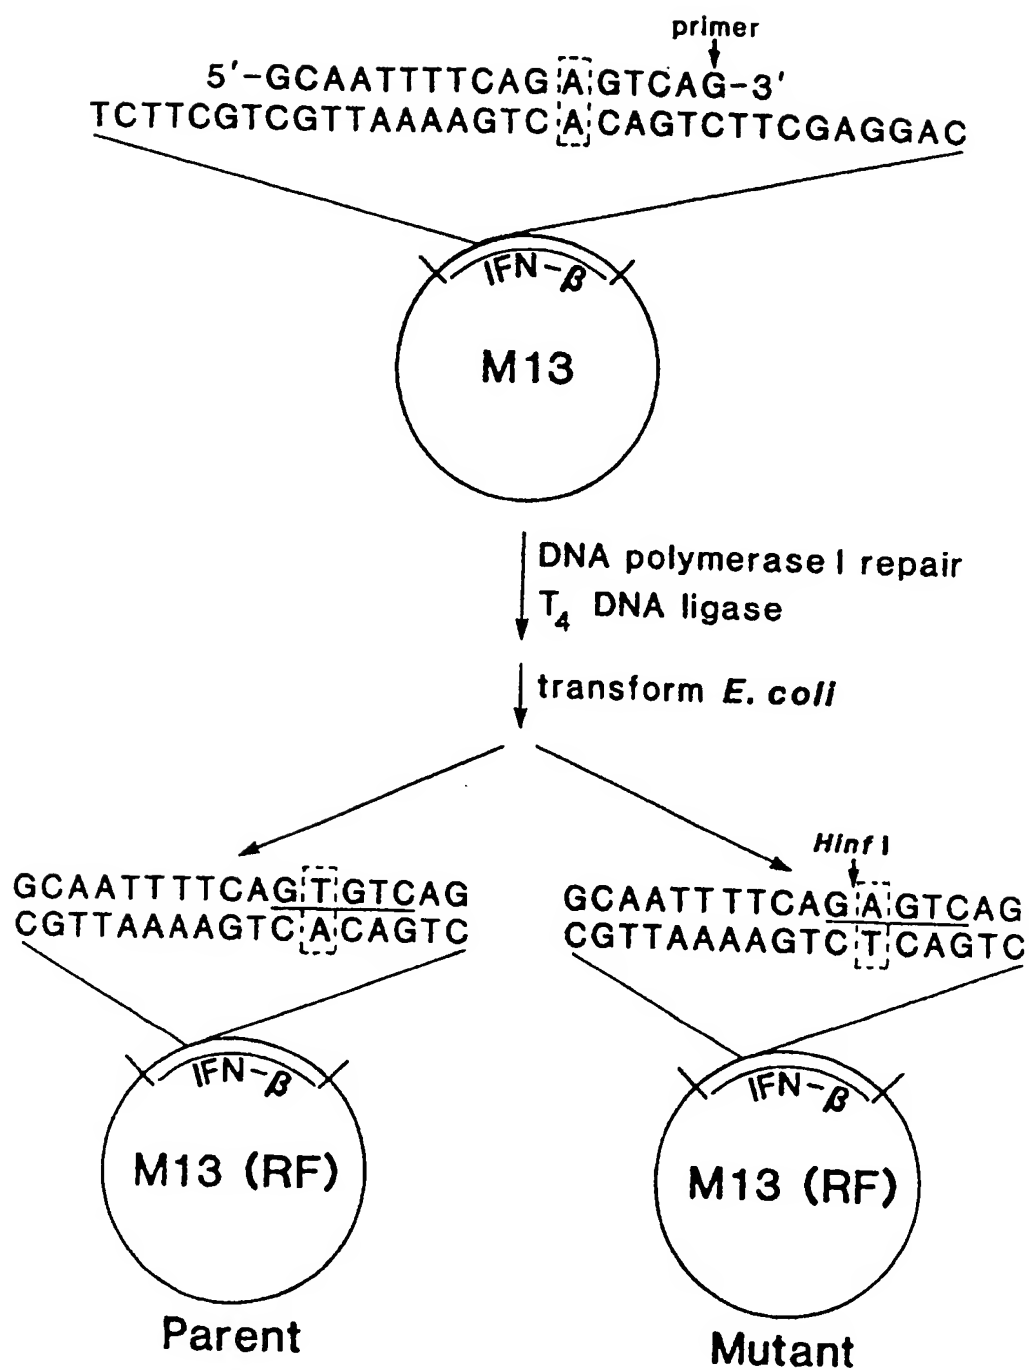 primer
5'-GCAATTTTCAGAGTCAG-3'
TCTTCGTCGTTAAAAGTCACAGTCTTCGAGGAC
IFN-β
M13
DNA polymerase I repair
T4 DNA ligase
transform E. coli
Hinf I
GCAATTTTCAGTGTCAG
CGTTAAAAGTCACAGTC
GCAATTTTCAGAGTCAG
CGTTAAAAGTCTCAGTC
IFN-β
IFN-β
M13 (RF)
M13 (RF)
Parent
Mutant